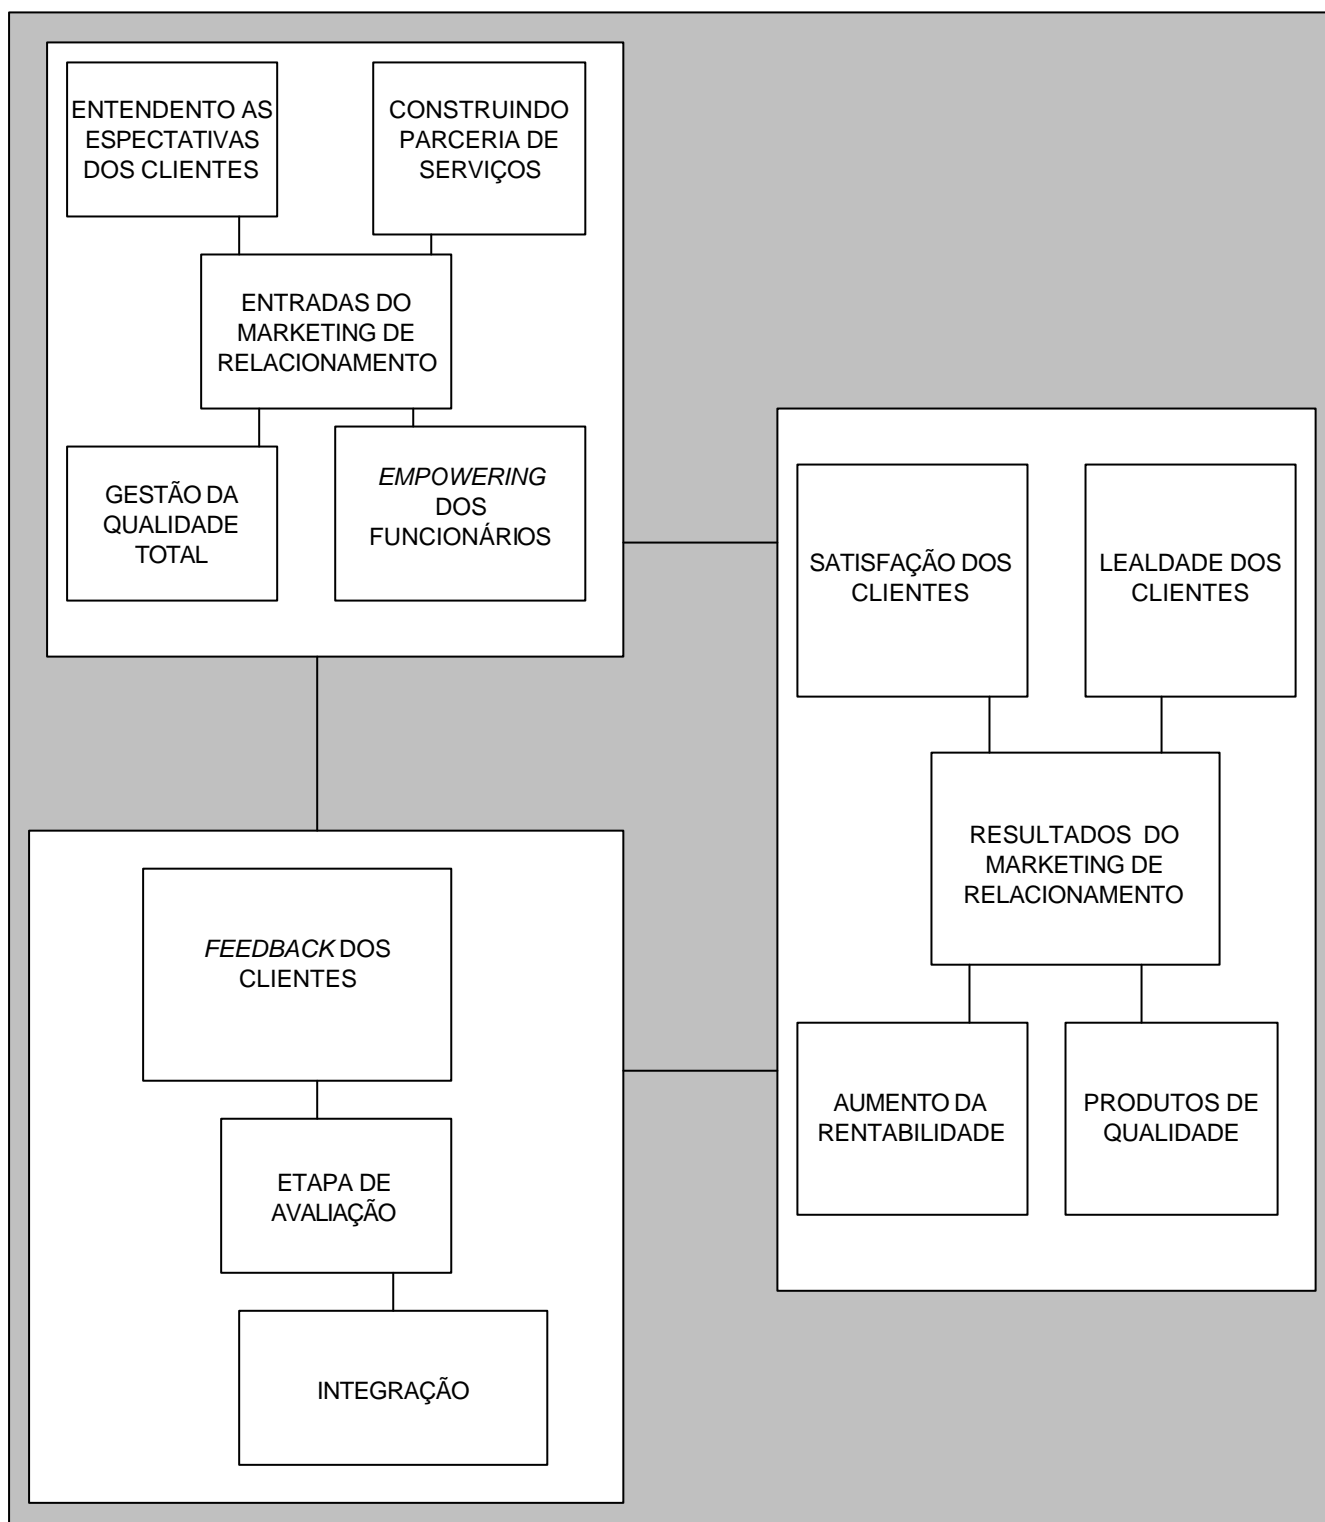 ENTENDENTO AS
ESPECTATIVAS
DOS CLIENTES
CONSTRUINDO
PARCERIA DE
SERVIÇOS
ENTRADAS DO
MARKETING DE
RELACIONAMENTO
GESTÃO DA
QUALIDADE
TOTAL
EMPOWERING
DOS
FUNCIONÁRIOS
SATISFAÇÃO DOS
CLIENTES
LEALDADE DOS
CLIENTES
RESULTADOS DO
MARKETING DE
RELACIONAMENTO
AUMENTO DA
RENTABILIDADE
PRODUTOS DE
QUALIDADE
FEEDBACK DOS
CLIENTES
ETAPA DE
AVALIAÇÃO
INTEGRAÇÃO